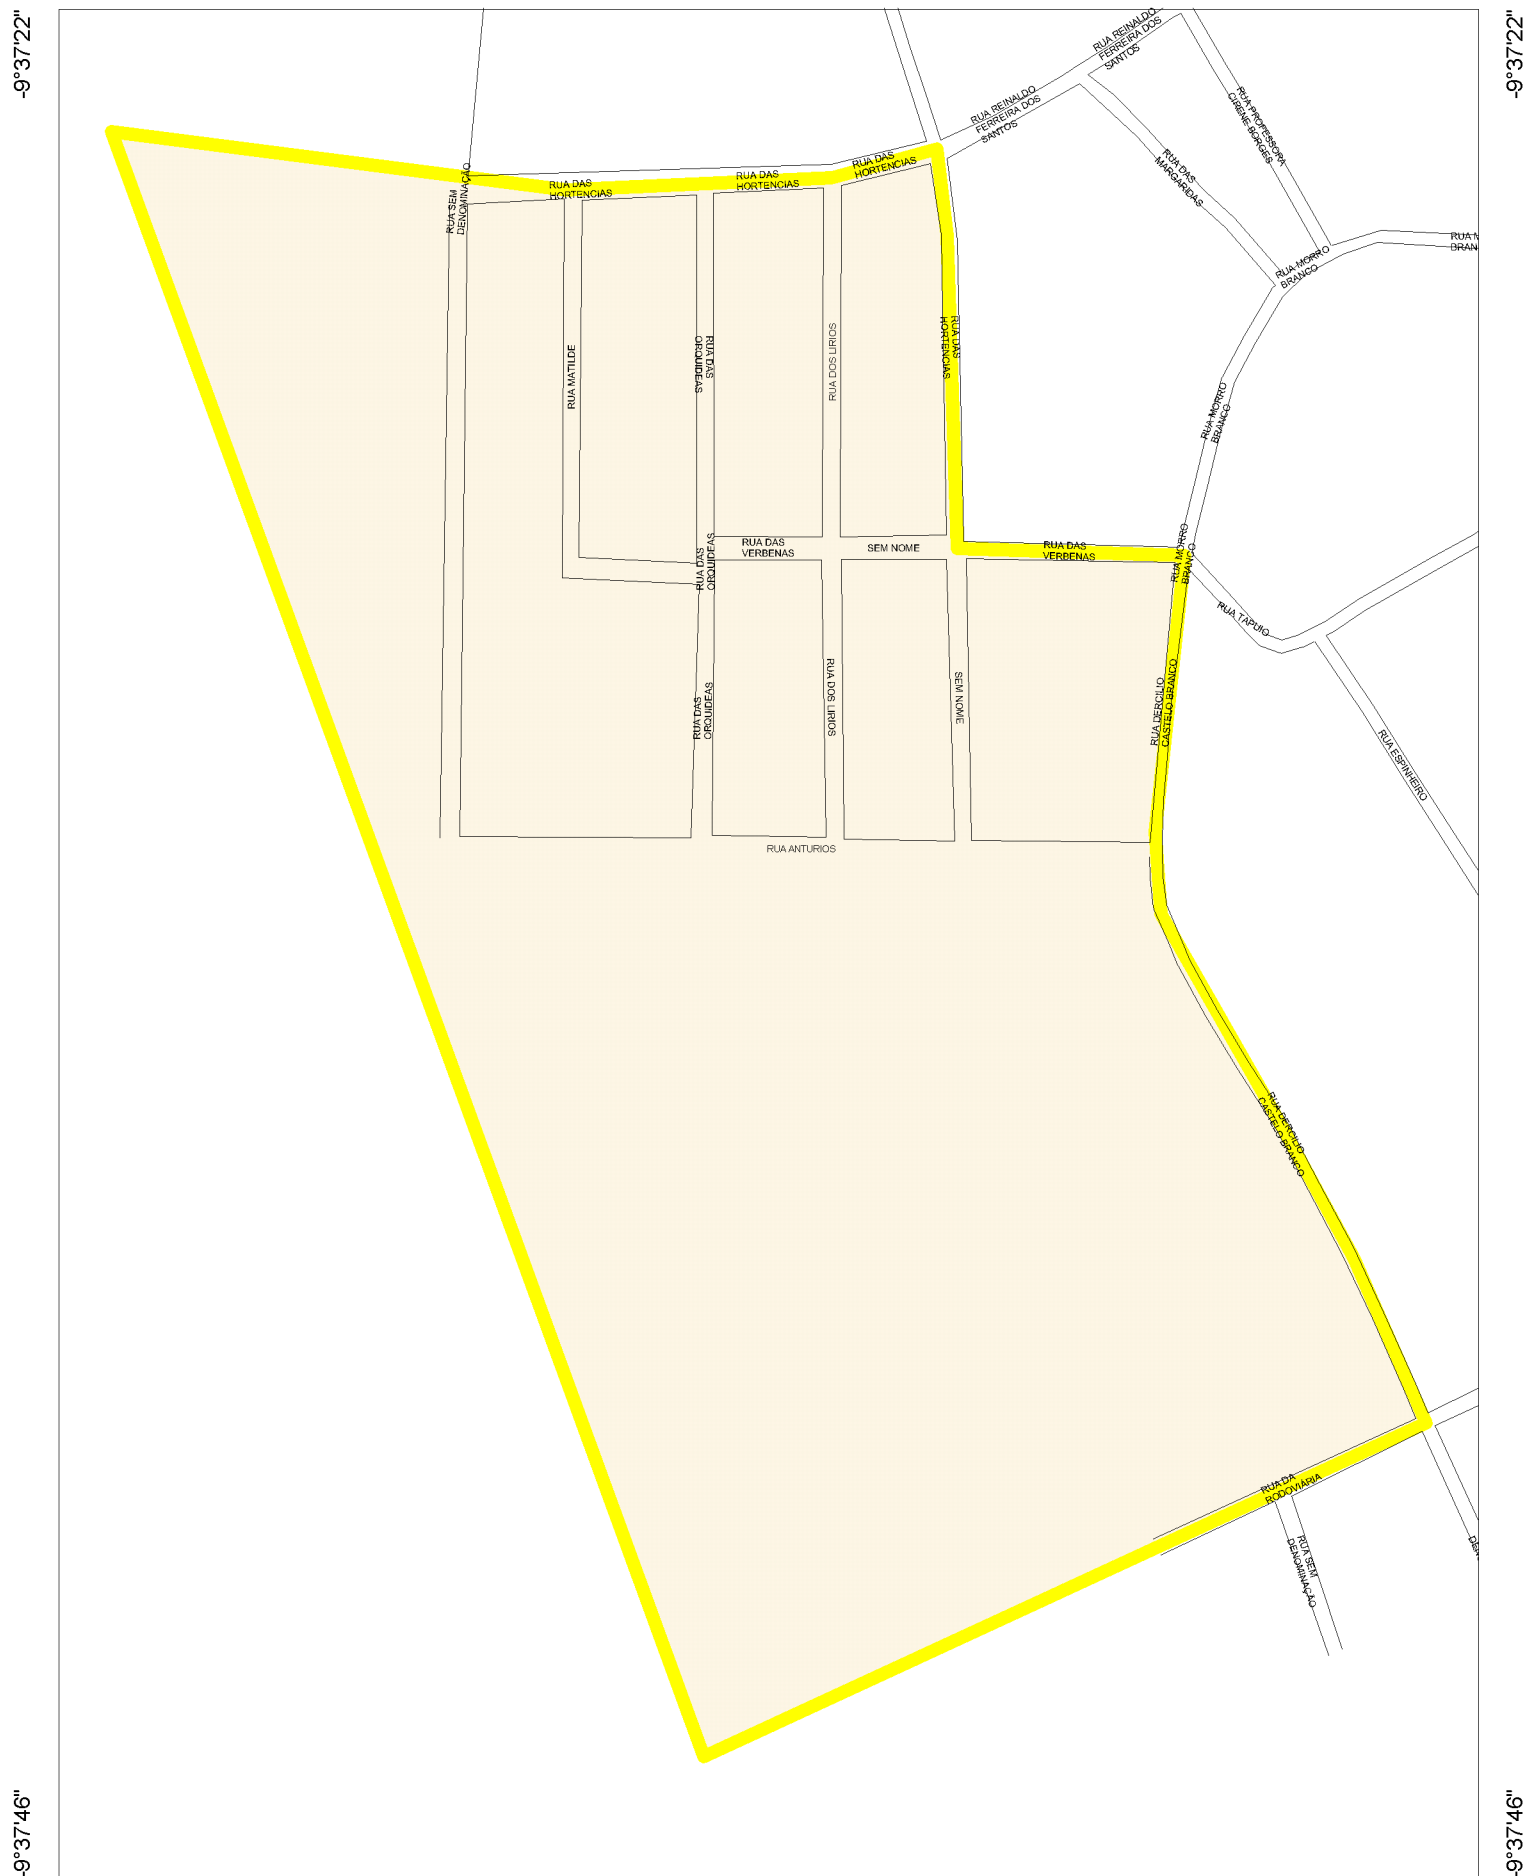 -9°37'22"
-9°37'22"
RUA REINALDO
FERREIRA DOS
SANTOS
RUA REINALDO
FERREIRA DOS
SANTOS
RUA PROFESSORA
CIRENE BORGES
RUA DAS
MARGARIDAS
RUA DAS
HORTENCIAS
RUA DAS
HORTENCIAS
RUA DAS
HORTENCIAS
RUA SEM
DENOMINAÇÃO
RUA MORRO
BRANCO
RUA M
BRAN
RUA MATILDE
RUA DAS
ORQUIDEAS
RUA DOS LIRIOS
RUA DAS
HORTENCIAS
RUA MORRO
BRANCO
RUA DAS
VERBENAS
SEM NOME
RUA DAS
VERBENAS
RUA DAS
ORQUIDEAS
RUA MORRO
BRANCO
RUA TAPUIO
RUA DAS
ORQUIDEAS
RUA DOS LIRIOS
SEM NOME
RUA DERCILIO
CASTELO BRANCO
RUA ESPINHEIRO
RUA ANTURIOS
RUA DERCILIO
CASTELO BRANCO
RUA DA
RODOVIÁRIA
RUA SEM
DENOMINAÇÃO
-9°37'46"
-9°37'46"